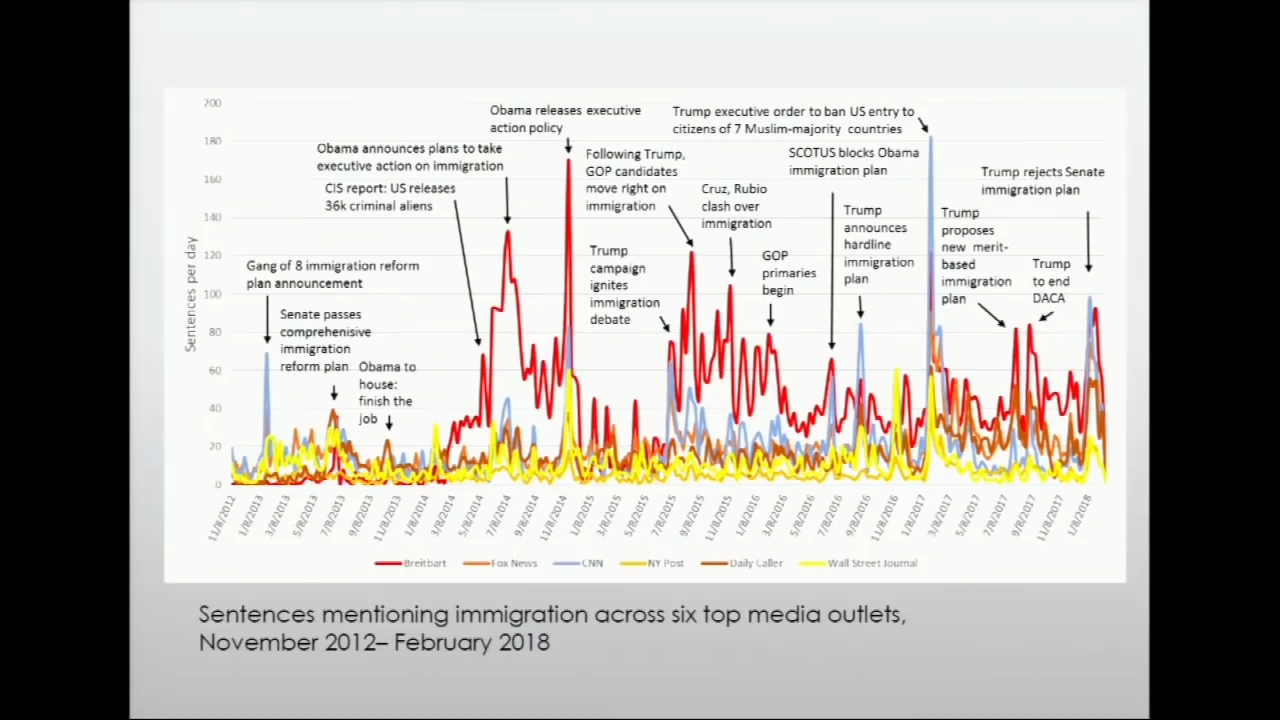 200
180
160
140
120
100
80
60
40
20
0
Sentences per day
Gang of 8 immigration reform
plan announcement
Senate passes
comprehenisive
immigration
reform plan
Obama to
house:
finish the
job
CIS report: US releases
36k criminal aliens
Obama announces plans to take
executive action on immigration
Obama releases executive
action policy
Following Trump,
GOP candidates
move right on
immigration
Trump
campaign
ignites
immigration
debate
Cruz, Rubio
clash over
immigration
GOP
primaries
begin
Trump executive order to ban US entry to
citizens of 7 Muslim-majority countries
SCOTUS blocks Obama
immigration plan
Trump
announces
hardline
immigration
plan
Trump
proposes
new merit-
based
immigration
plan
Trump
to end
DACA
Trump rejects Senate
immigration plan
11/8/2012
1/8/2013
3/8/2013
5/8/2013
7/8/2013
9/8/2013
11/8/2013
1/8/2014
3/8/2014
5/8/2014
7/8/2014
9/8/2014
11/8/2014
1/8/2015
3/8/2015
5/8/2015
7/8/2015
9/8/2015
11/8/2015
1/8/2016
3/8/2016
5/8/2016
7/8/2016
9/8/2016
11/8/2016
1/8/2017
3/8/2017
5/8/2017
7/8/2017
9/8/2017
11/8/2017
1/8/2018
Breitbart
Fox News
CNN
NY Post
Daily Caller
Wall Street Journal
Sentences mentioning immigration across six top media outlets,
November 2012– February 2018